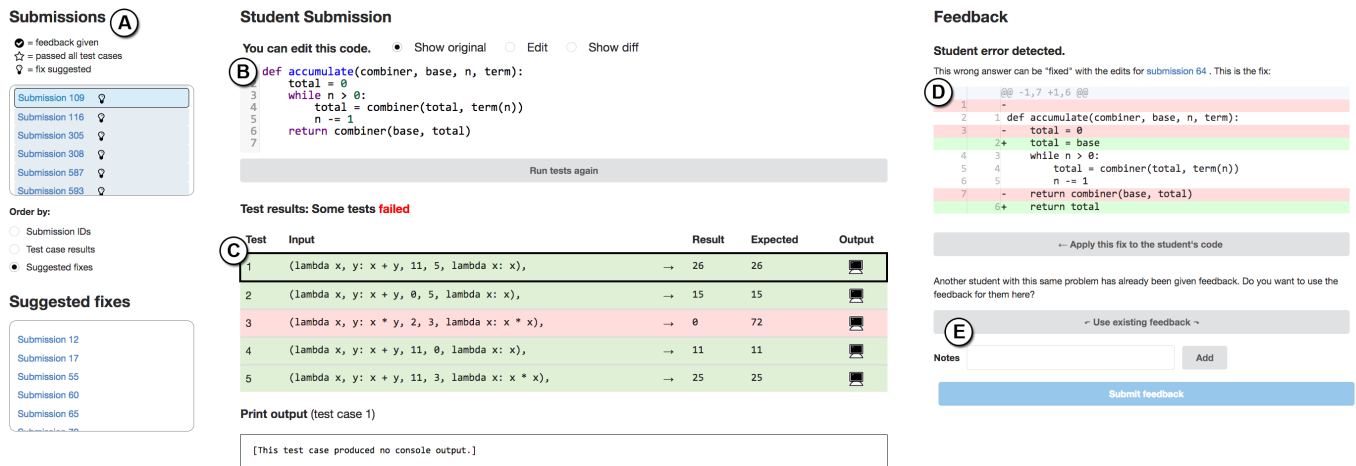 Submissions
A
= feedback given
= passed all test cases
= fix suggested
Submission 109
Submission 116
Submission 305
Submission 308
Submission 587
Submission 593
Order by:
Submission IDs
Test case results
Suggested fixes
Suggested fixes
Submission 12
Submission 17
Submission 55
Submission 60
Submission 65
Student Submission
You can edit this code. Show original Edit Show diff
B
def accumulate(combiner, base, n, term):
2 total = 0
3 while n > 0:
4 total = combiner(total, term(n))
5 n -= 1
6 return combiner(base, total)
7
Run tests again
Test results: Some tests failed
C
Test Input Result Expected Output
1 (lambda x, y: x + y, 11, 5, lambda x: x), → 26 26
2 (lambda x, y: x + y, 0, 5, lambda x: x), → 15 15
3 (lambda x, y: x * y, 2, 3, lambda x: x * x), → 0 72
4 (lambda x, y: x + y, 11, 0, lambda x: x), → 11 11
5 (lambda x, y: x + y, 11, 3, lambda x: x * x), → 25 25
Print output (test case 1)
[This test case produced no console output.]
Feedback
Student error detected.
This wrong answer can be "fixed" with the edits for submission 64 . This is the fix:
D
@@ -1,7 +1,6 @@
1 -
2 1 def accumulate(combiner, base, n, term):
3 - total = 0
2+ total = base
4 3 while n > 0:
5 4 total = combiner(total, term(n))
6 5 n -= 1
7 - return combiner(base, total)
6+ return total
← Apply this fix to the student's code
Another student with this same problem has already been given feedback. Do you want to use the
feedback for them here?
E
⤶ Use existing feedback ⤵
Notes Add
Submit feedback